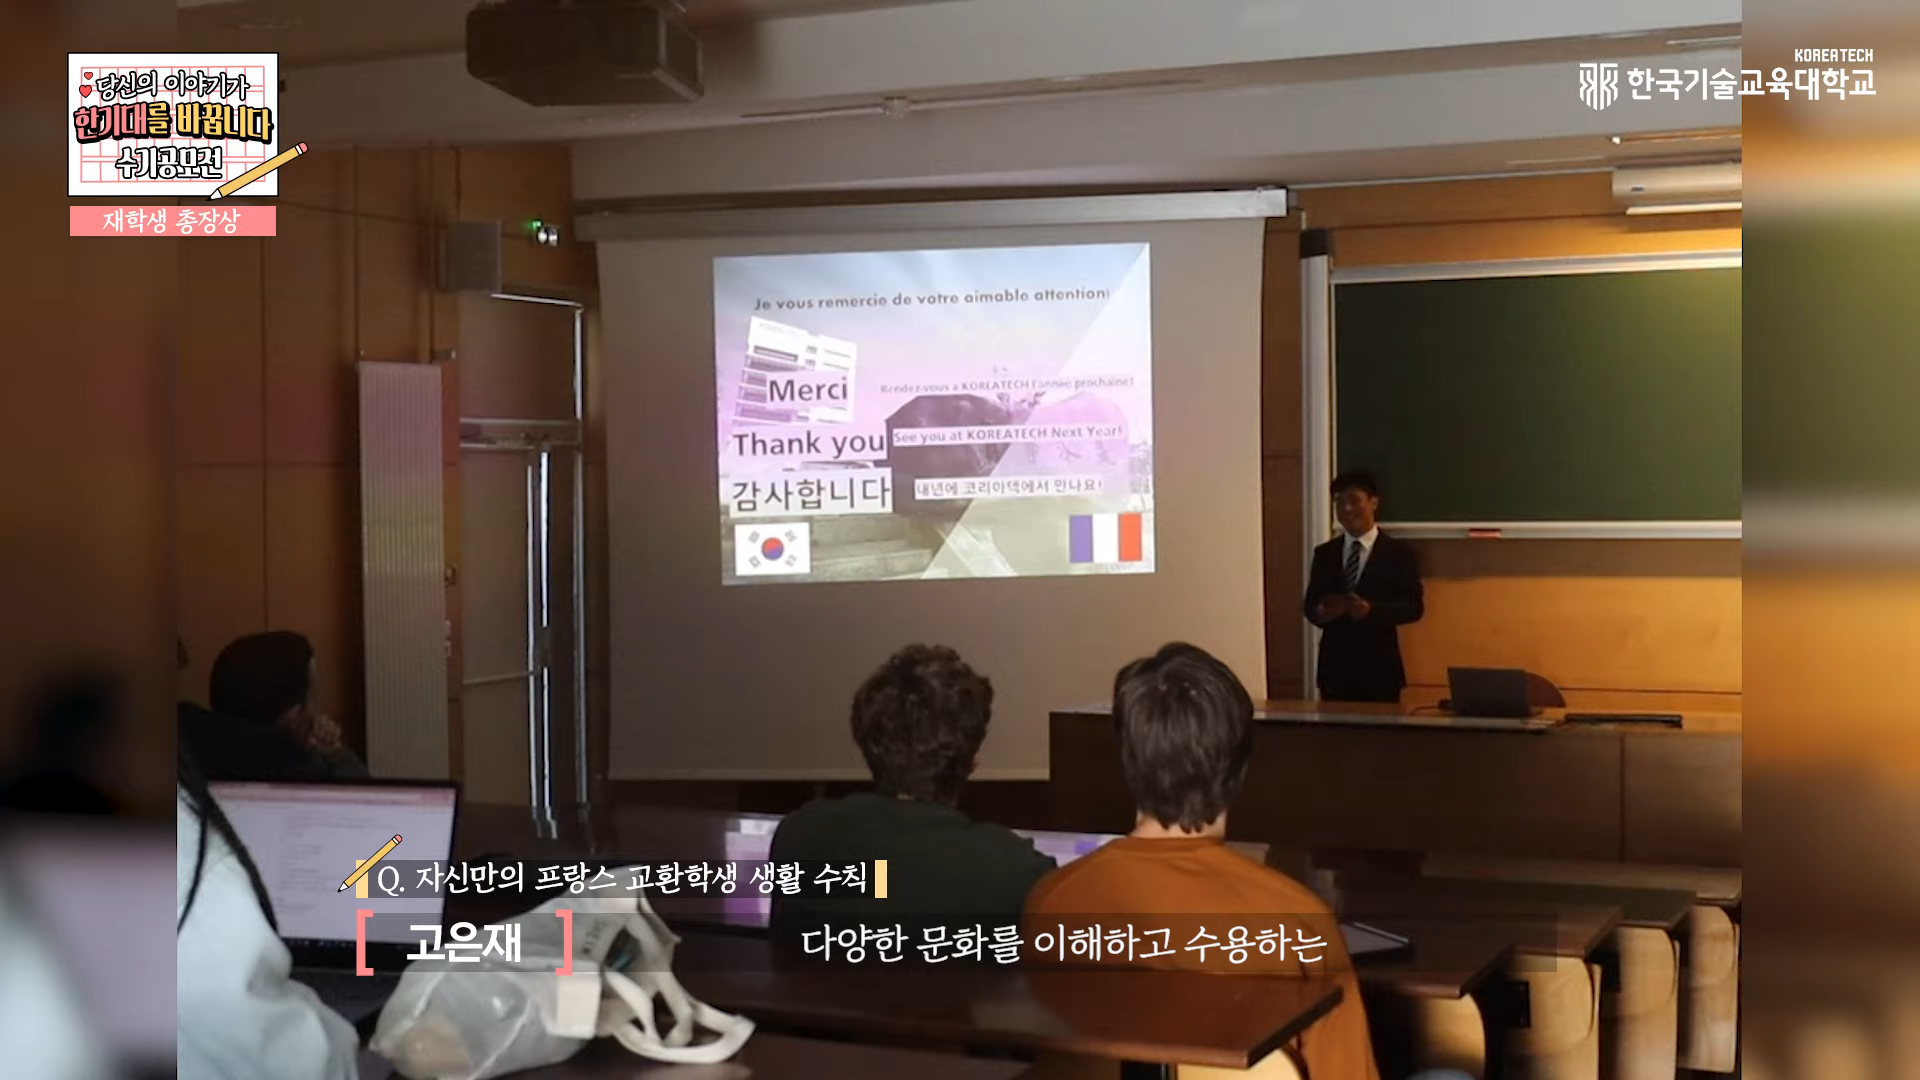 당신의 이야기가
한기대를 바꿉니다
수기공모전
재학생 총장상
KOREATECH
한국기술교육대학교
Je vous remercie de votre aimable attention!
Merci
Rendez-vous à KOREATECH l'année prochaine!
Thank you
See you at KOREATECH Next Year!
감사합니다
내년에 코리아텍에서 만나요!
Q. 자신만의 프랑스 교환학생 생활 수칙
[고은재]
다양한 문화를 이해하고 수용하는